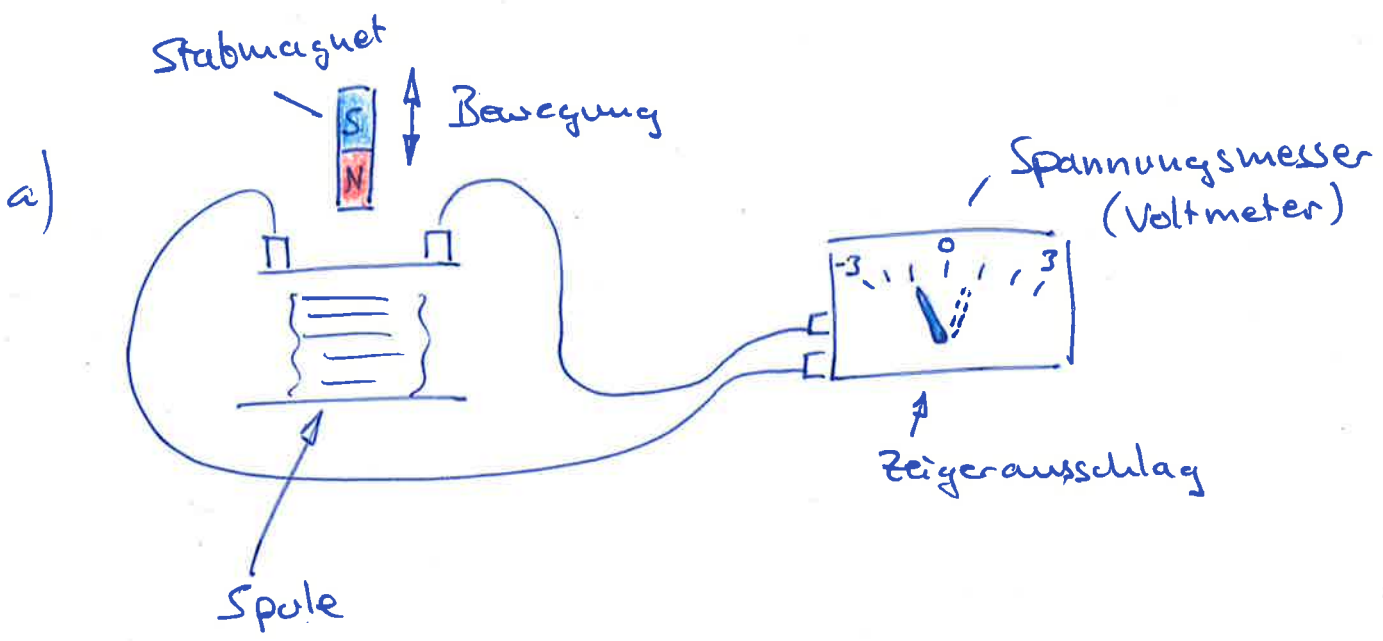 Stabmagnet
S
N
Bewegung
a)
Spannungsmesser
(Voltmeter)
-3 0 3
Zeigerausschlag
Spule